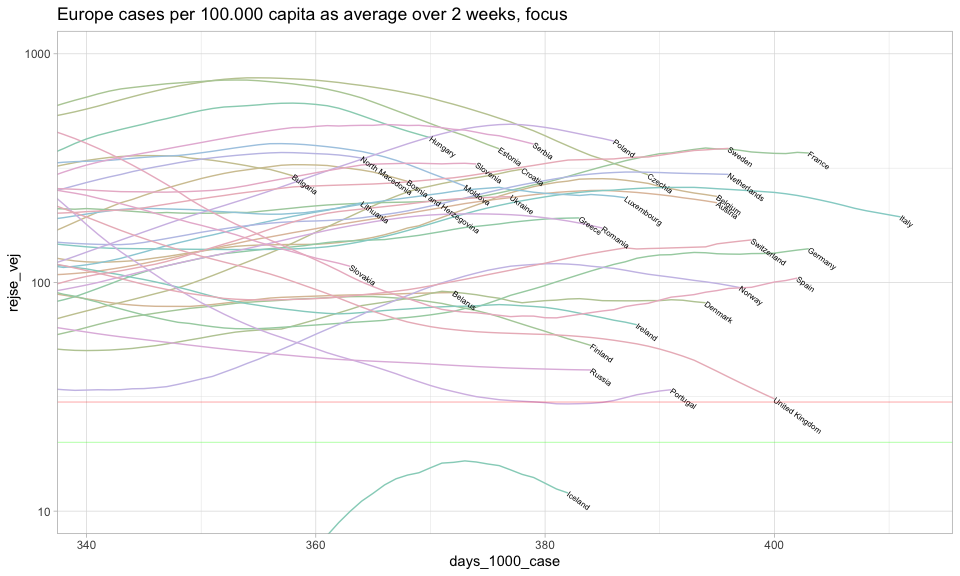 Europe cases per 100.000 capita as average over 2 weeks, focus
1000
Hungary
Estonia
Serbia
Poland
Sweden
France
North Macedonia
Slovenia
Croatia
Czechia
Netherlands
Bulgaria
Bosnia and Herzegovina
Moldova
Ukraine
Luxembourg
Belgium
Austria
Italy
Lithuania
Greece
Romania
Switzerland
Germany
rejse_vej
100
Slovakia
Belarus
Norway
Spain
Denmark
Ireland
Finland
Russia
Portugal
United Kingdom
Iceland
10
340
360
380
400
days_1000_case